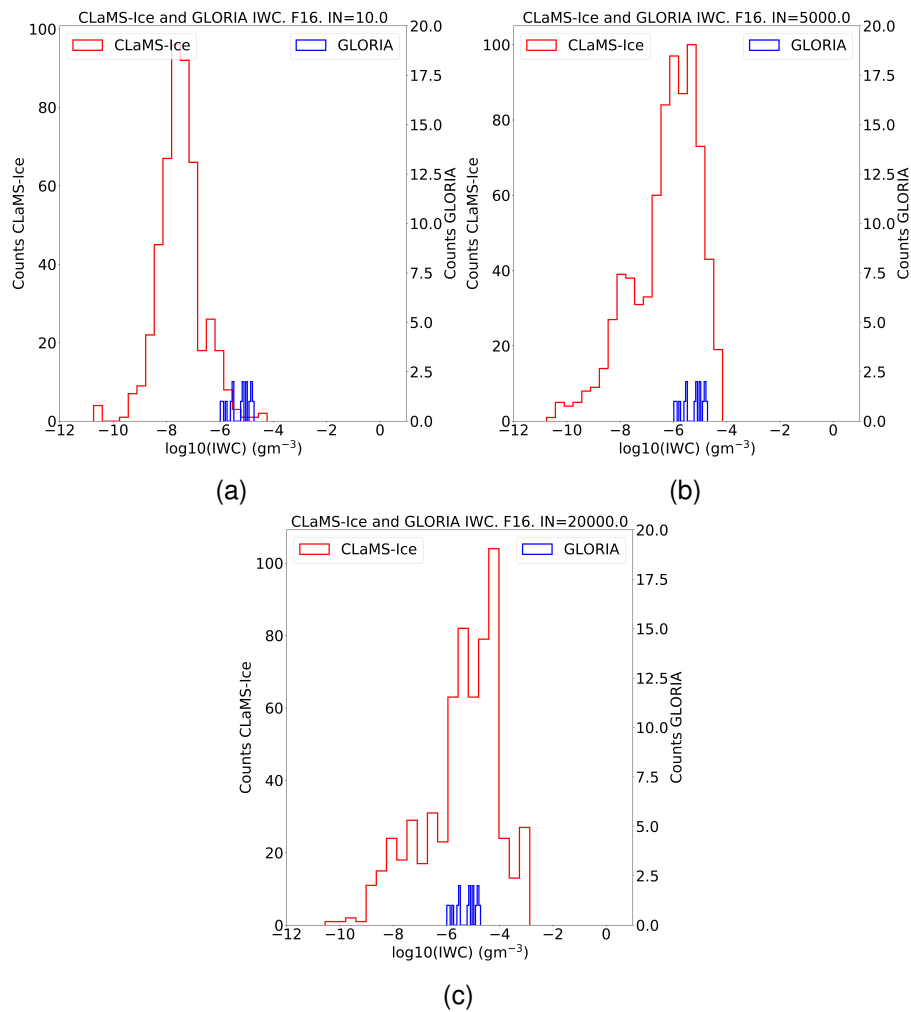 CLaMS-Ice and GLORIA IWC. F16. IN=10.0
CLaMS-Ice
GLORIA
Counts CLaMS-Ice
100
80
60
40
20
0
20.0
17.5
15.0
12.5
10.0
7.5
5.0
2.5
0.0
Counts GLORIA
−12 −10 −8 −6 −4 −2 0
log10(IWC) (gm⁻³)
(a)
CLaMS-Ice and GLORIA IWC. F16. IN=5000.0
CLaMS-Ice
GLORIA
Counts CLaMS-Ice
100
80
60
40
20
0
20.0
17.5
15.0
12.5
10.0
7.5
5.0
2.5
0.0
Counts GLORIA
−12 −10 −8 −6 −4 −2 0
log10(IWC) (gm⁻³)
(b)
CLaMS-Ice and GLORIA IWC. F16. IN=20000.0
CLaMS-Ice
GLORIA
Counts CLaMS-Ice
100
80
60
40
20
0
20.0
17.5
15.0
12.5
10.0
7.5
5.0
2.5
0.0
Counts GLORIA
−12 −10 −8 −6 −4 −2 0
log10(IWC) (gm⁻³)
(c)